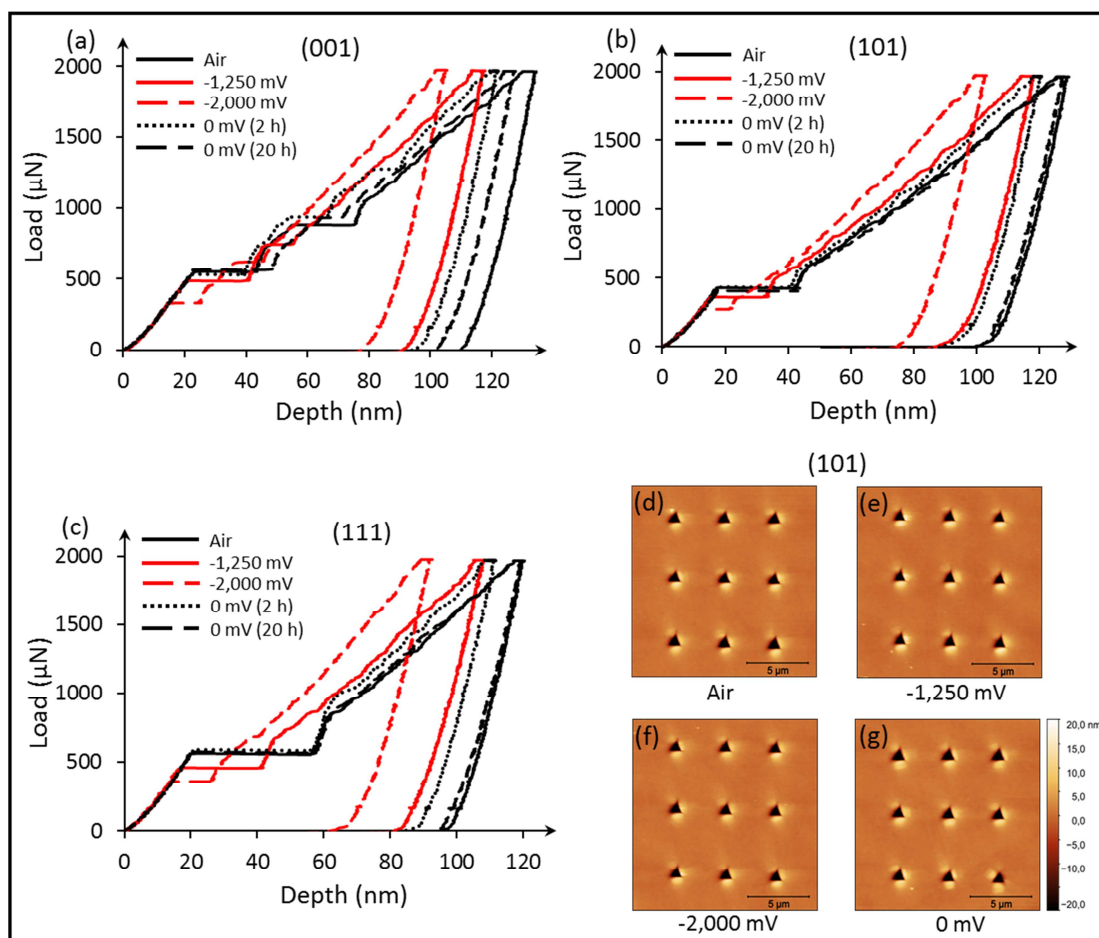 (a)
(001)
Air
-1,250 mV
-2,000 mV
0 mV (2 h)
0 mV (20 h)
2000
1500
1000
500
0
Load (µN)
0 20 40 60 80 100 120
Depth (nm)
(b)
(101)
Air
-1,250 mV
-2,000 mV
0 mV (2 h)
0 mV (20 h)
2000
1500
1000
500
0
Load (µN)
0 20 40 60 80 100 120
Depth (nm)
(c)
(111)
Air
-1,250 mV
-2,000 mV
0 mV (2 h)
0 mV (20 h)
2000
1500
1000
500
0
Load (µN)
0 20 40 60 80 100 120
Depth (nm)
(101)
(d)
5 µm
Air
(e)
5 µm
-1,250 mV
(f)
5 µm
-2,000 mV
(g)
5 µm
0 mV
20,0 nm
10,0
5,0
0,0
-5,0
-10,0
-20,0